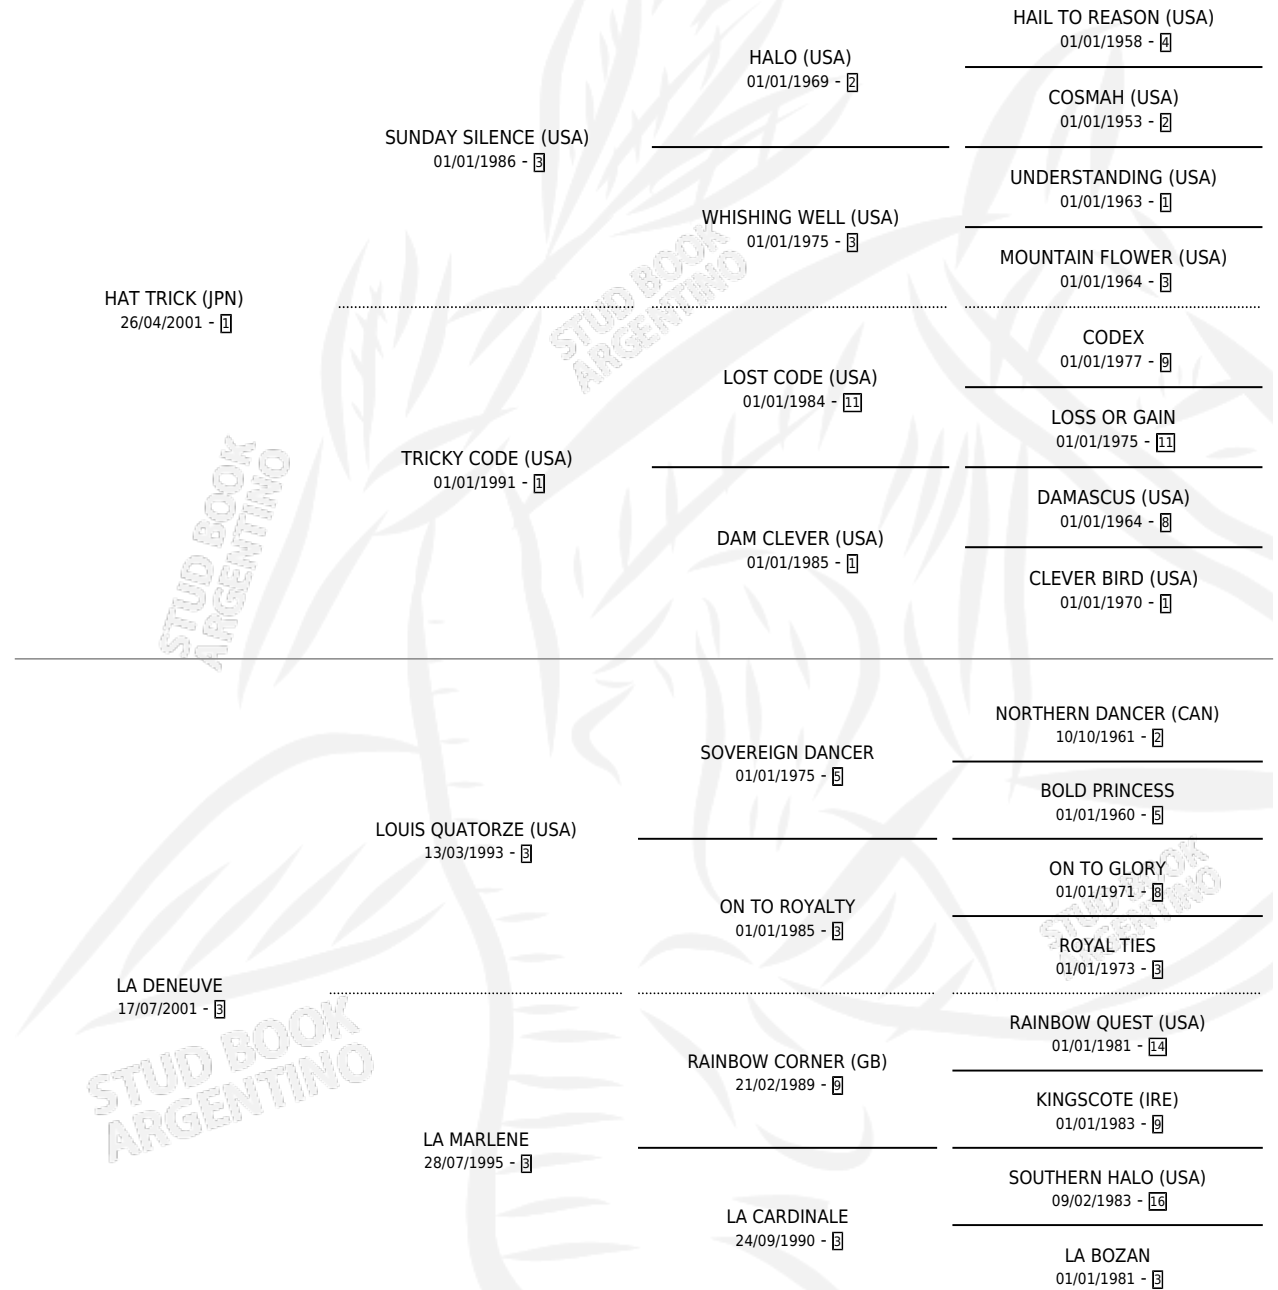 HAIL TO REASON (USA)
01/01/1958 - 4
HALO (USA)
01/01/1969 - 2
COSMAH (USA)
01/01/1953 - 2
SUNDAY SILENCE (USA)
01/01/1986 - 3
UNDERSTANDING (USA)
01/01/1963 - 1
WHISHING WELL (USA)
01/01/1975 - 3
MOUNTAIN FLOWER (USA)
01/01/1964 - 3
HAT TRICK (JPN)
26/04/2001 - 1
CODEX
01/01/1977 - 9
LOST CODE (USA)
01/01/1984 - 11
LOSS OR GAIN
01/01/1975 - 11
TRICKY CODE (USA)
01/01/1991 - 1
DAMASCUS (USA)
01/01/1964 - 8
DAM CLEVER (USA)
01/01/1985 - 1
CLEVER BIRD (USA)
01/01/1970 - 1
NORTHERN DANCER (CAN)
10/10/1961 - 2
SOVEREIGN DANCER
01/01/1975 - 5
BOLD PRINCESS
01/01/1960 - 5
LOUIS QUATORZE (USA)
13/03/1993 - 3
ON TO GLORY
01/01/1971 - 8
ON TO ROYALTY
01/01/1985 - 3
ROYAL TIES
01/01/1973 - 3
LA DENEUVE
17/07/2001 - 3
RAINBOW QUEST (USA)
01/01/1981 - 14
RAINBOW CORNER (GB)
21/02/1989 - 9
KINGSCOTE (IRE)
01/01/1983 - 9
LA MARLENE
28/07/1995 - 3
SOUTHERN HALO (USA)
09/02/1983 - 16
LA CARDINALE
24/09/1990 - 3
LA BOZAN
01/01/1981 - 3
STUD BOOK
ARGENTINO
STUD BOOK
ARGENTINO
STUD BOOK
ARGENTINO
STUD BOOK
ARGENTINO